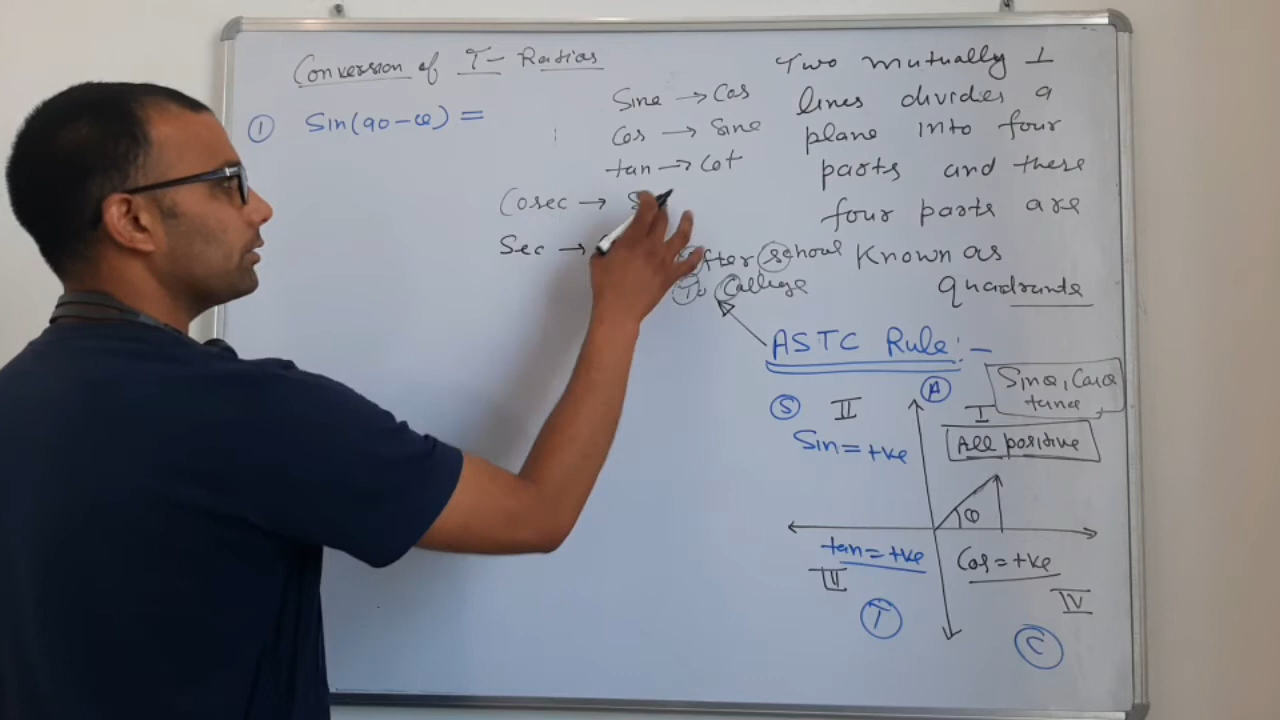 Conversion of T- Ratios
① Sin(90-θ) =
Sine → Cos
Cos → Sine
tan → Cot
Cosec →
Sec →
Two mutually ⊥
lines divides a
plane into four
parts and these
four parts are
Known as
quadrants
After school
To College
ASTC Rule:-
A
Sinθ, Cosθ
tanθ
S II
I
Sin = +ve
All positive
θ
tan = +ve
Cos = +ve
III
IV
T
C